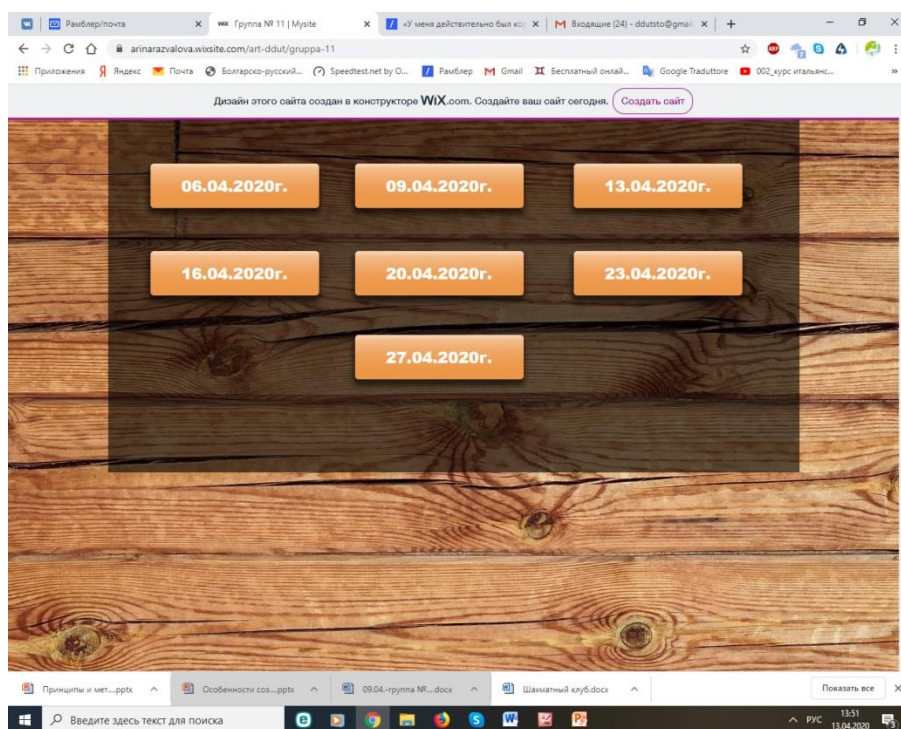 Рамблер/почта
WIX Группа № 11 | Mysite
«У меня действительно был кор
Входящие (24) - ddutsto@gmail.
arinarazvalova.wixsite.com/art-ddut/gruppa-11
Приложения Яндекс Почта Болгарско-русский... Speedtest.net by O... Рамблер Gmail Бесплатный онлай... Google Traduttore 002_курс итальянс... »
Дизайн этого сайта создан в конструкторе WiX.com. Создайте ваш сайт сегодня. Создать сайт
06.04.2020г. 09.04.2020г. 13.04.2020г.
16.04.2020г. 20.04.2020г. 23.04.2020г.
27.04.2020г.
Принципы и мет....pptx Особенности соз....pptx 09.04.-группа №....docx Шахматный клуб.docx Показать все
Введите здесь текст для поиска РУС 13:51
13.04.2020